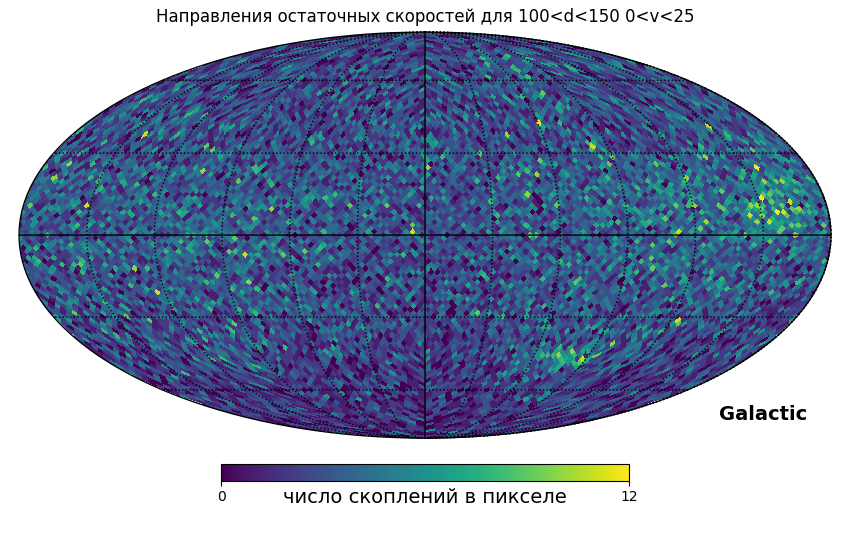 Направления остаточных скоростей для 100<d<150 0<v<25
Galactic
0 12
число скоплений в пикселе